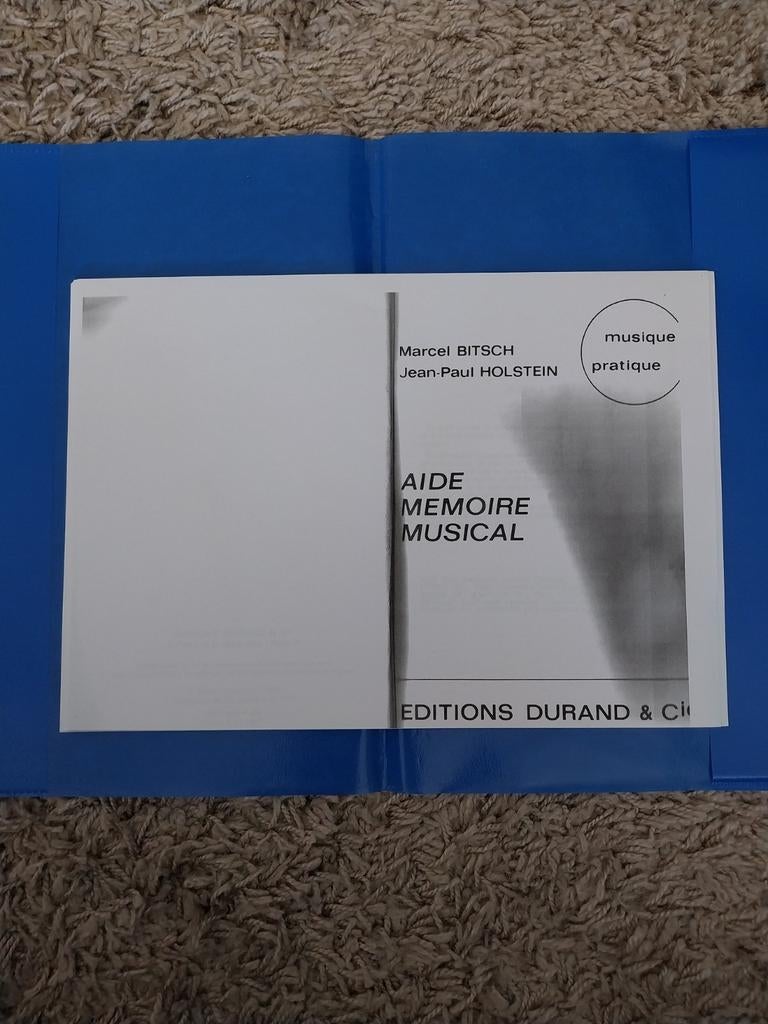 Marcel BITSCH
Jean-Paul HOLSTEIN
musique
pratique
AIDE
MEMOIRE
MUSICAL
EDITIONS DURAND &